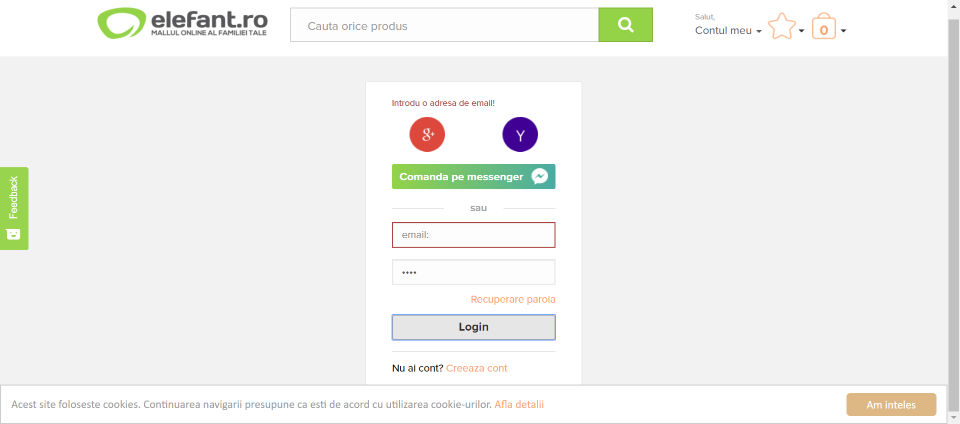 elefant.ro
MALLUL ONLINE AL FAMILIEI TALE
Cauta orice produs
Salut,
Contul meu
0
Introdu o adresa de email!
g+
Y
Comanda pe messenger
sau
email:
••••
Recuperare parola
Login
Nu ai cont? Creeaza cont
Feedback
Acest site foloseste cookies. Continuarea navigarii presupune ca esti de acord cu utilizarea cookie-urilor. Afla detalii
Am inteles